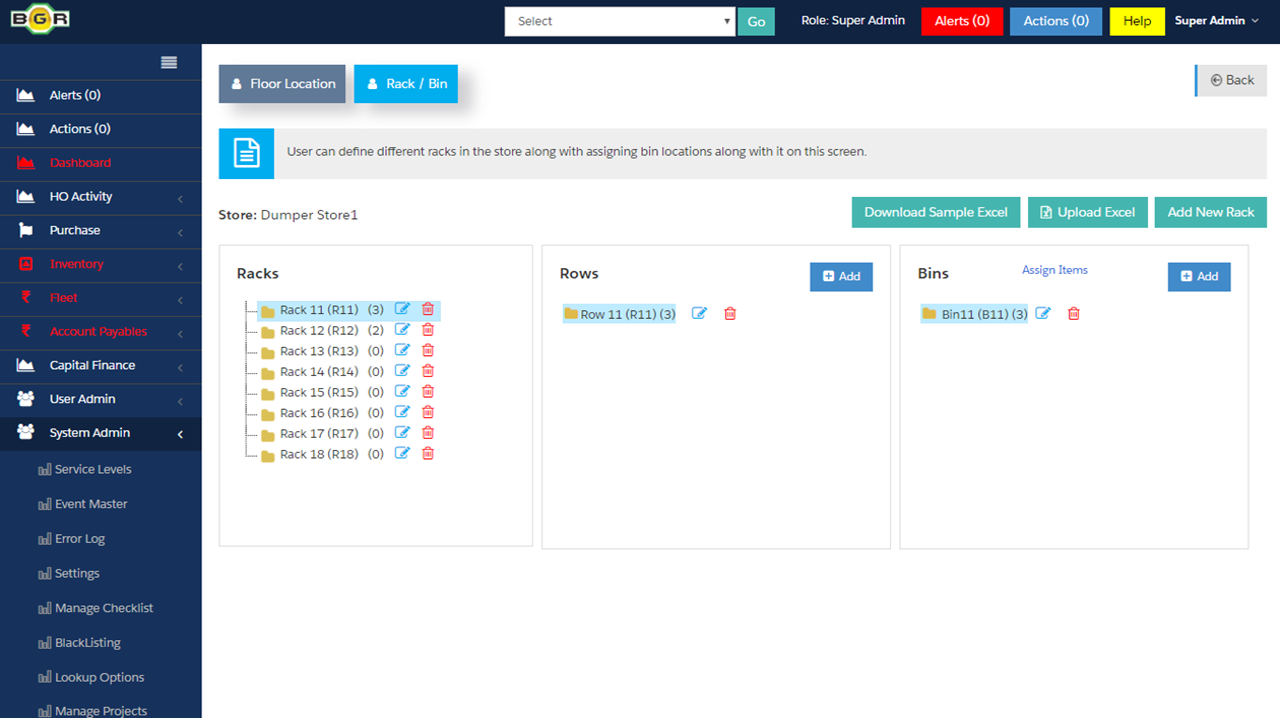 BGR
Select
Go
Role: Super Admin
Alerts (0)
Actions (0)
Help
Super Admin
Alerts (0)
Actions (0)
Dashboard
HO Activity
Purchase
Inventory
Fleet
Account Payables
Capital Finance
User Admin
System Admin
Service Levels
Event Master
Error Log
Settings
Manage Checklist
BlackListing
Lookup Options
Manage Projects
Floor Location
Rack / Bin
Back
User can define different racks in the store along with assigning bin locations along with it on this screen.
Store: Dumper Store1
Download Sample Excel
Upload Excel
Add New Rack
Racks
Rack 11 (R11) (3)
Rack 12 (R12) (2)
Rack 13 (R13) (0)
Rack 14 (R14) (0)
Rack 15 (R15) (0)
Rack 16 (R16) (0)
Rack 17 (R17) (0)
Rack 18 (R18) (0)
Rows
Add
Row 11 (R11) (3)
Bins
Assign Items
Add
Bin11 (B11) (3)